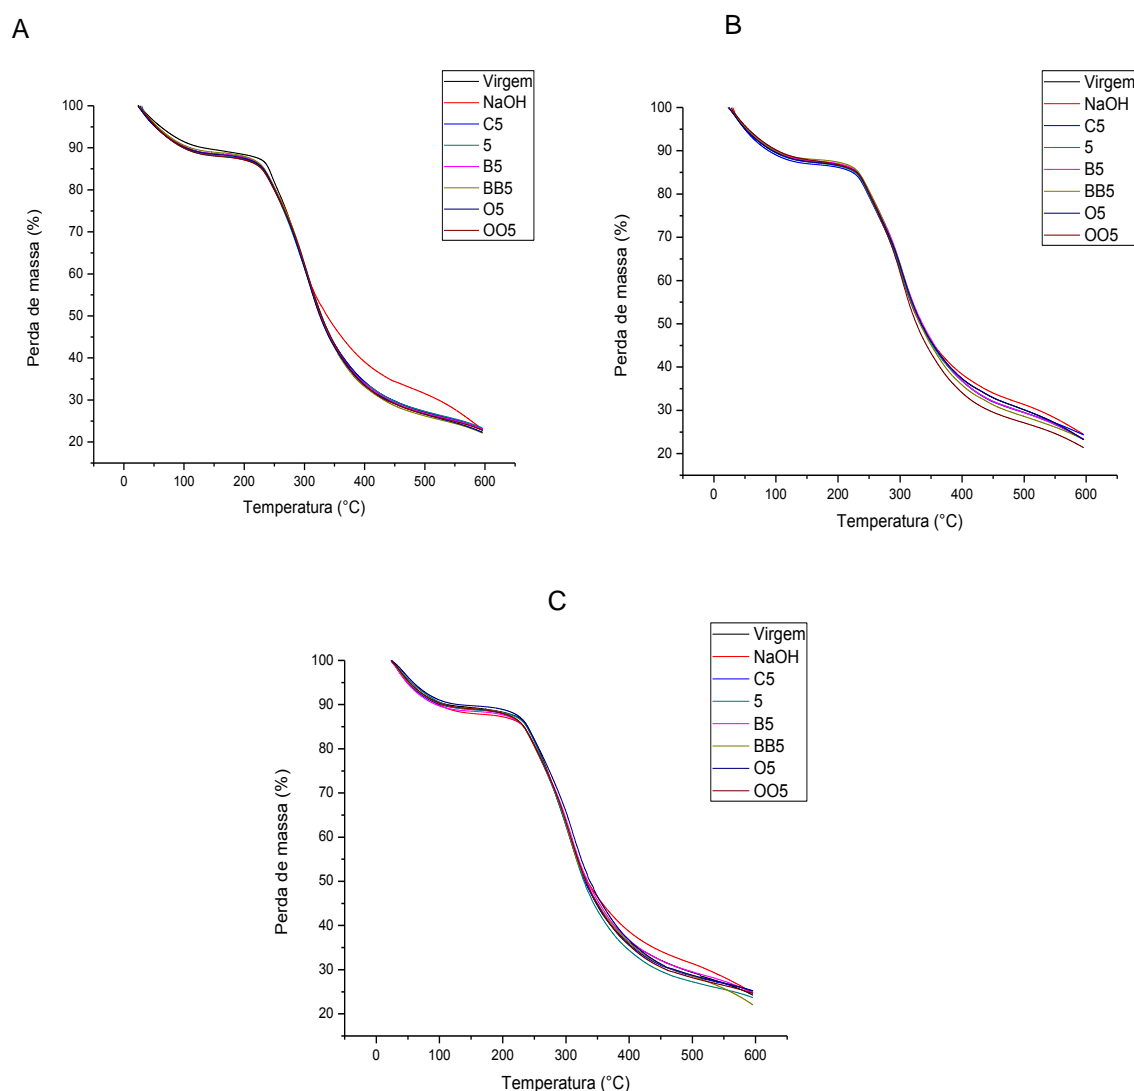 A
Virgem
NaOH
C5
5
B5
BB5
O5
OO5
100
90
80
70
60
50
40
30
20
Perda de massa (%)
0 100 200 300 400 500 600
Temperatura (°C)
B
Virgem
NaOH
C5
5
B5
BB5
O5
OO5
100
90
80
70
60
50
40
30
20
Perda de massa (%)
0 100 200 300 400 500 600
Temperatura (°C)
C
Virgem
NaOH
C5
5
B5
BB5
O5
OO5
100
90
80
70
60
50
40
30
20
Perda de massa (%)
0 100 200 300 400 500 600
Temperatura (°C)